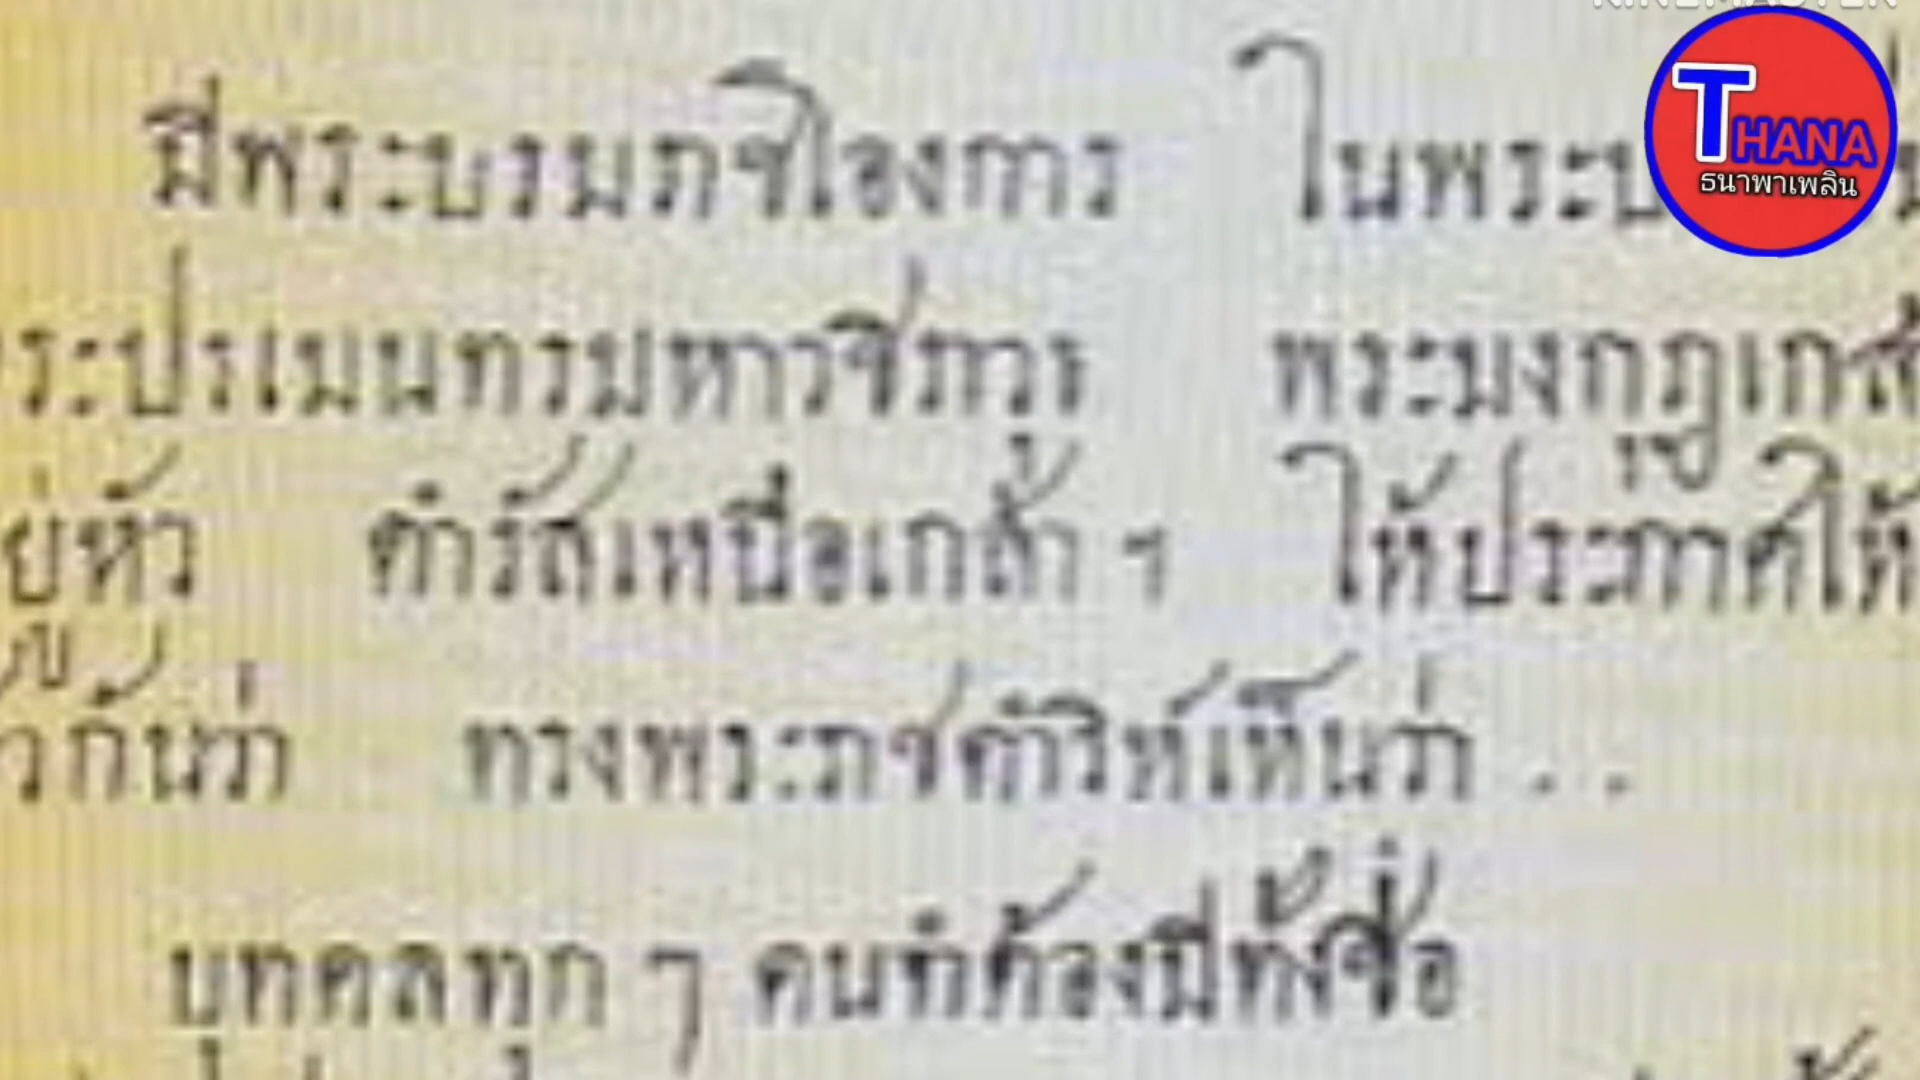 มีพระบรมราชโองการ ในพระบ
ระปรเมนทรมหาวชิราวุธ พระมงกุฎเกล้
ยู่หัว ดำรัสเหนือเกล้าฯ ให้ประกาศให้
วกันว่า ทรงพระราชดำริห์เห็นว่า . .
บุทคลทุก ๆ คนต้องมีทั้งชื่อ
THANA
ธนาพาเพลิน
KINEMASTER